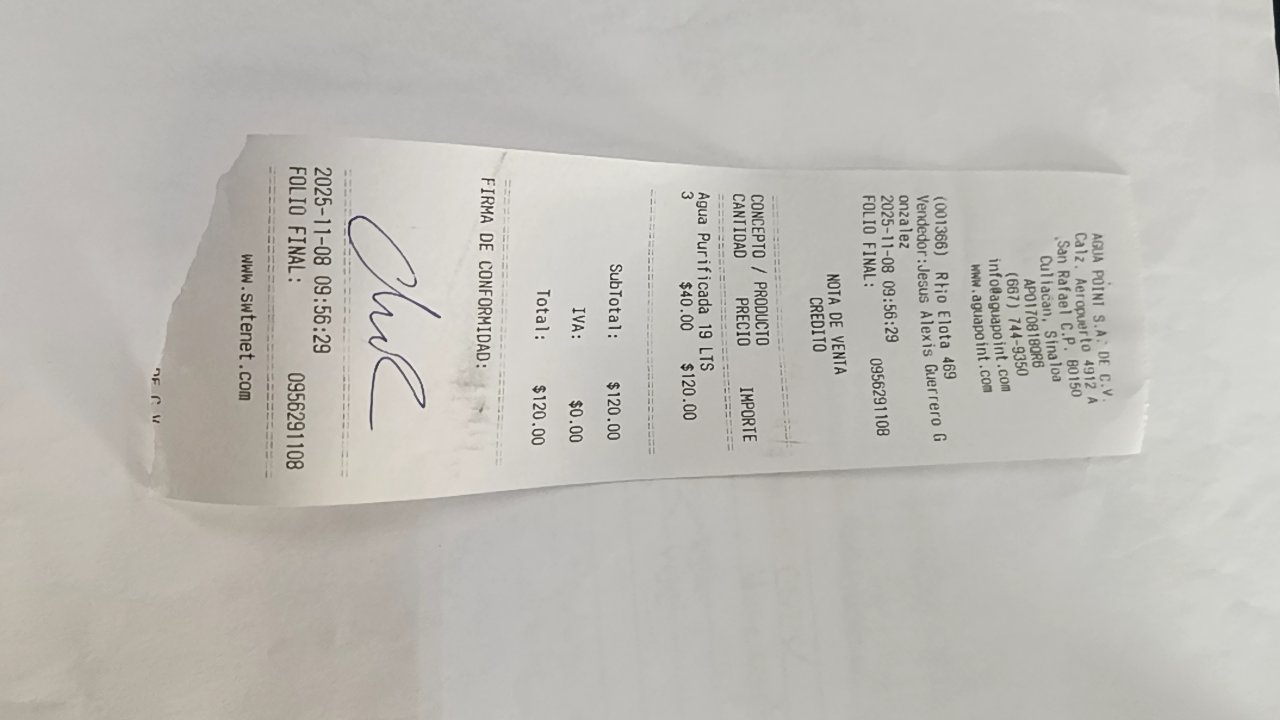 AGUA POINT S.A. DE C.V.
Calz. Aeropuerto 4912 A
,San Rafael C.P. 80150
Culiacan, Sinaloa
APO170818QR6
(667) 744-9350
info@aguapoint.com
www.aguapoint.com
(001366) Rhio Elota 469
Vendedor:Jesus Alexis Guerrero G
onzalez
2025-11-08 09:56:29
FOLIO FINAL: 0956291108
NOTA DE VENTA
CREDITO
CONCEPTO / PRODUCTO
CANTIDAD PRECIO IMPORTE
Agua Purificada 19 LTS
3 $40.00 $120.00
SubTotal: $120.00
IVA: $0.00
Total: $120.00
FIRMA DE CONFORMIDAD:
2025-11-08 09:56:29
FOLIO FINAL: 0956291108
www.swtenet.com
DE C.V